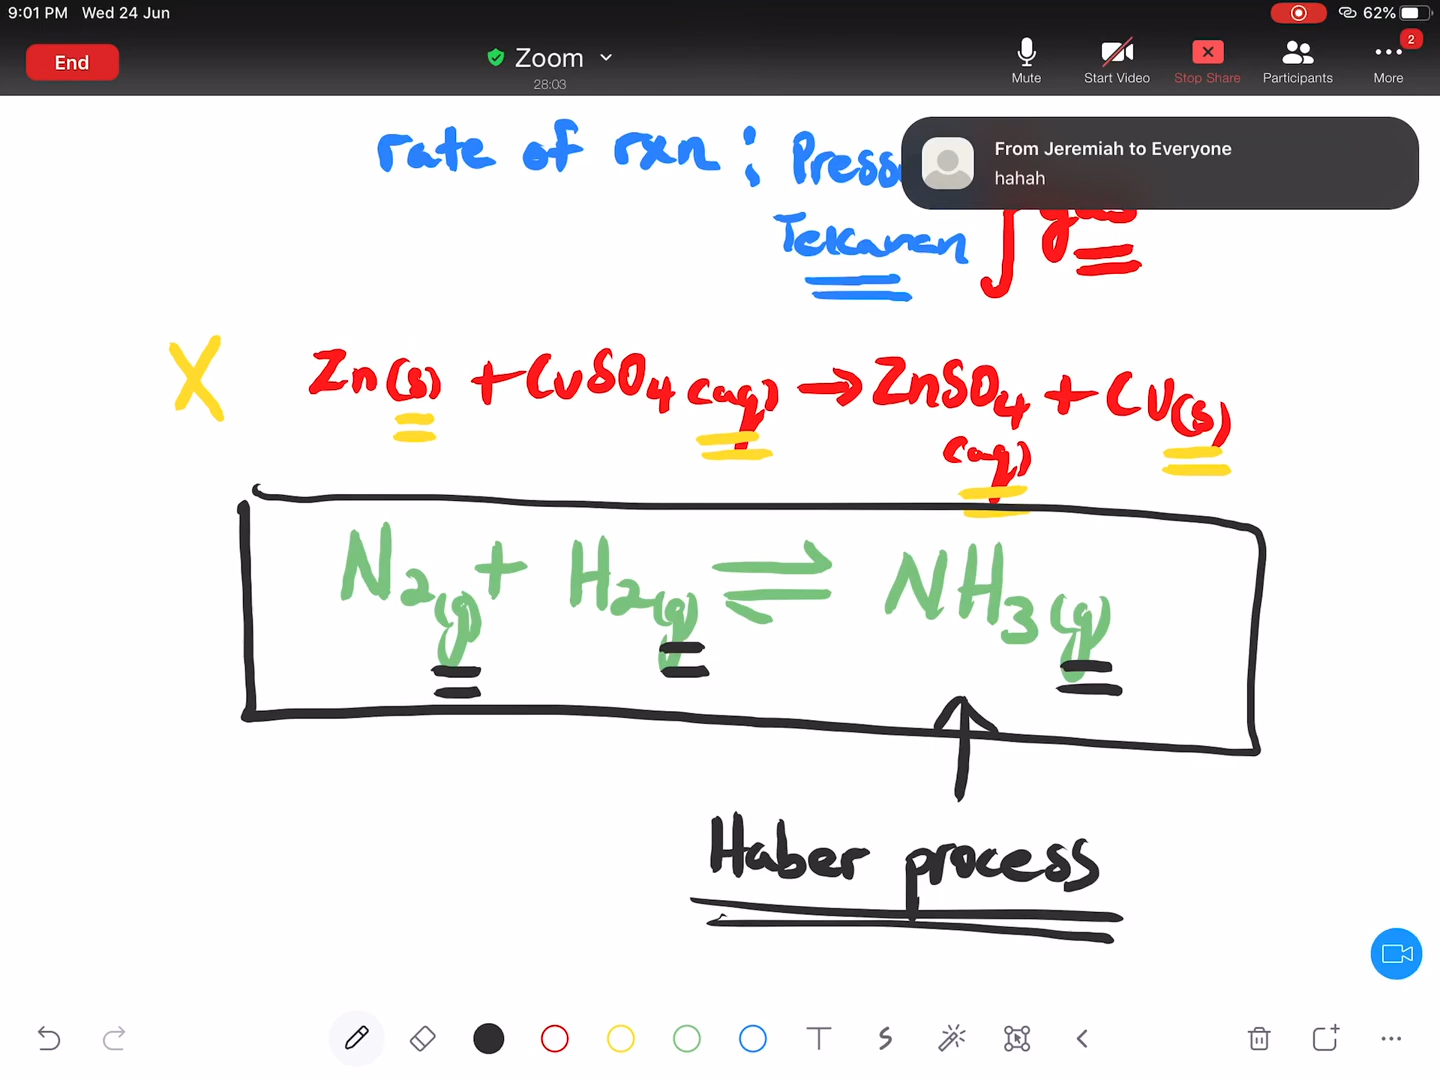 9:01 PM Wed 24 Jun
62%
End
Zoom
28:03
Mute
Start Video
Stop Share
Participants
More
2
From Jeremiah to Everyone
hahah
rate of rxn : Press
Tekanan
gas
X Zn(s) + CuSO4 (aq) → ZnSO4 (aq) + Cu(s)
N2(g) + H2(g) ⇌ NH3(g)
Haber process
T